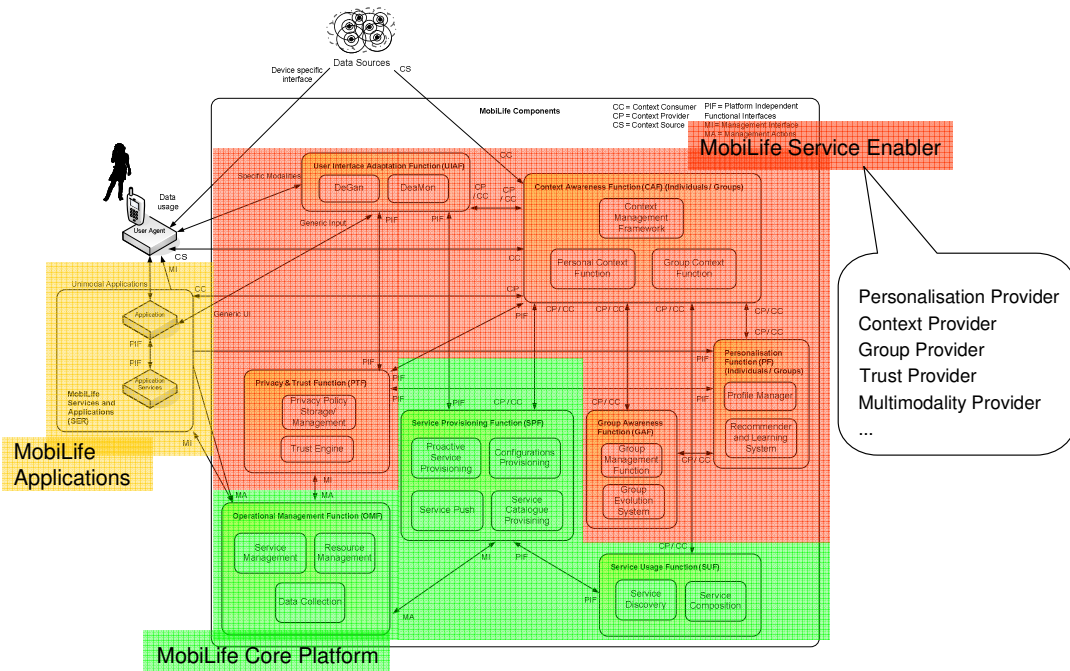 Data Sources
Device specific
interface
CS
MobiLife Components
CC = Context Consumer
CP = Context Provider
CS = Context Source
PIF = Platform Independent
Functional Interfaces
MI = Management Interface
MA = Management Actions
MobiLife Service Enabler
CC
User Interface Adaptation Function (UIAF)
DeGan
DeaMon
Specific Modalities
CP
/ CC
CP
/ CC
Context Awareness Function (CAF) (Individuals / Groups)
Context
Management
Framework
Personal Context
Function
Group Context
Function
Data
usage
User Agent
Generic Input
PIF
PIF
CS
CC
MI
Unimodal Applications
CC
CP
Application
Generic UI
PIF
PIF
Application
Services
MobiLife
Services and
Applications
(SER)
MI
MobiLife
Applications
CP / CC
CP / CC
CP / CC
CP / CC
PIF
CP / CC
PIF
PIF
Personalisation
Function (PF)
(Individuals / Groups)
Profile Manager
Recommender
and Learning
System
Privacy & Trust Function (PTF)
Privacy Policy
Storage/
Management
Trust Engine
PIF
PIF
PIF
PIF
CP / CC
CP / CC
Service Provisioning Function (SPF)
Proactive
Service
Provisioning
Configurations
Provisioning
Service Push
Service
Catalogue
Provisining
Group Awareness
Function (GAF)
Group
Management
Function
Group
Evolution
System
CP / CC
MI
MA
MA
Operational Management Function (OMF)
Service
Management
Resource
Management
Data Collection
MI
PIF
MA
CP / CC
Service Usage Function (SUF)
Service
Discovery
Service
Composition
PIF
MobiLife Core Platform
Personalisation Provider
Context Provider
Group Provider
Trust Provider
Multimodality Provider
...